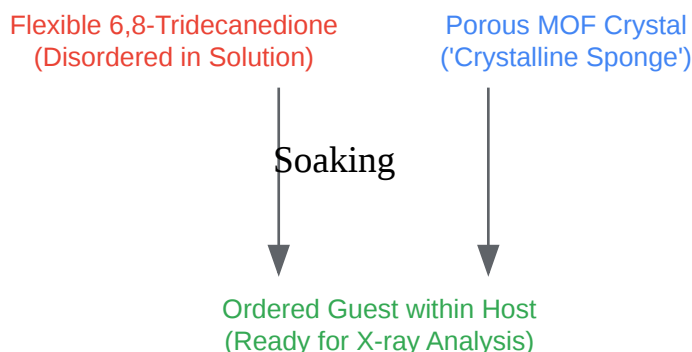 Flexible 6,8-Tridecanedione
(Disordered in Solution)
Porous MOF Crystal
('Crystalline Sponge')
Soaking
Ordered Guest within Host
(Ready for X-ray Analysis)